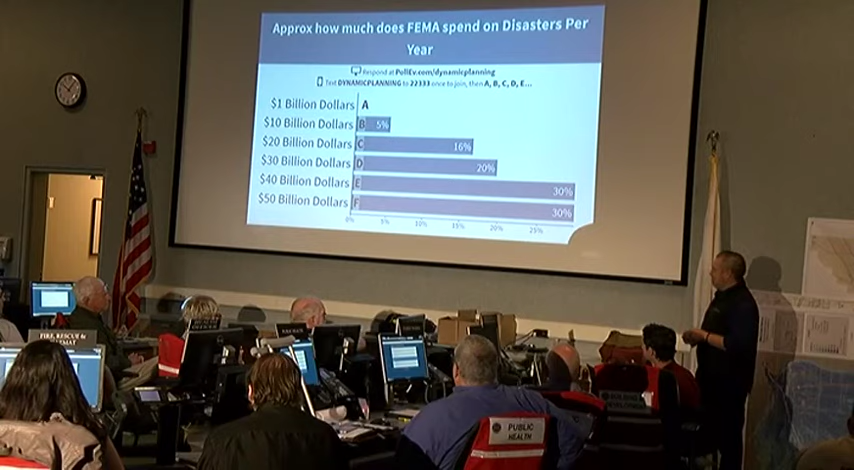 Approx how much does FEMA spend on Disasters Per
Year
Respond at PollEv.com/dynamicplanning
Text DYNAMICPLANNING to 22333 once to join, then A, B, C, D, E...
$1 Billion Dollars A
$10 Billion Dollars B 5%
$20 Billion Dollars C 16%
$30 Billion Dollars D 20%
$40 Billion Dollars E 30%
$50 Billion Dollars F 30%
0% 5% 10% 15% 20% 25%
FIRE, RESCUE &
HAZMAT
PUBLIC
HEALTH
BUILDING